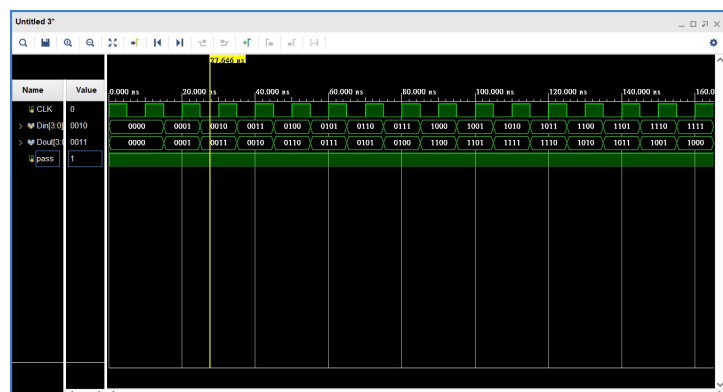 Untitled 3*
27.646 ns
Name Value
0.000 ns 20.000 ns 40.000 ns 60.000 ns 80.000 ns 100.000 ns 120.000 ns 140.000 ns 160.0
CLK 0
Din[3:0] 0010 0000 0001 0010 0011 0100 0101 0110 0111 1000 1001 1010 1011 1100 1101 1110 1111
Dout[3:0 0011 0000 0001 0011 0010 0110 0111 0101 0100 1100 1101 1111 1110 1010 1011 1001 1000
pass 1